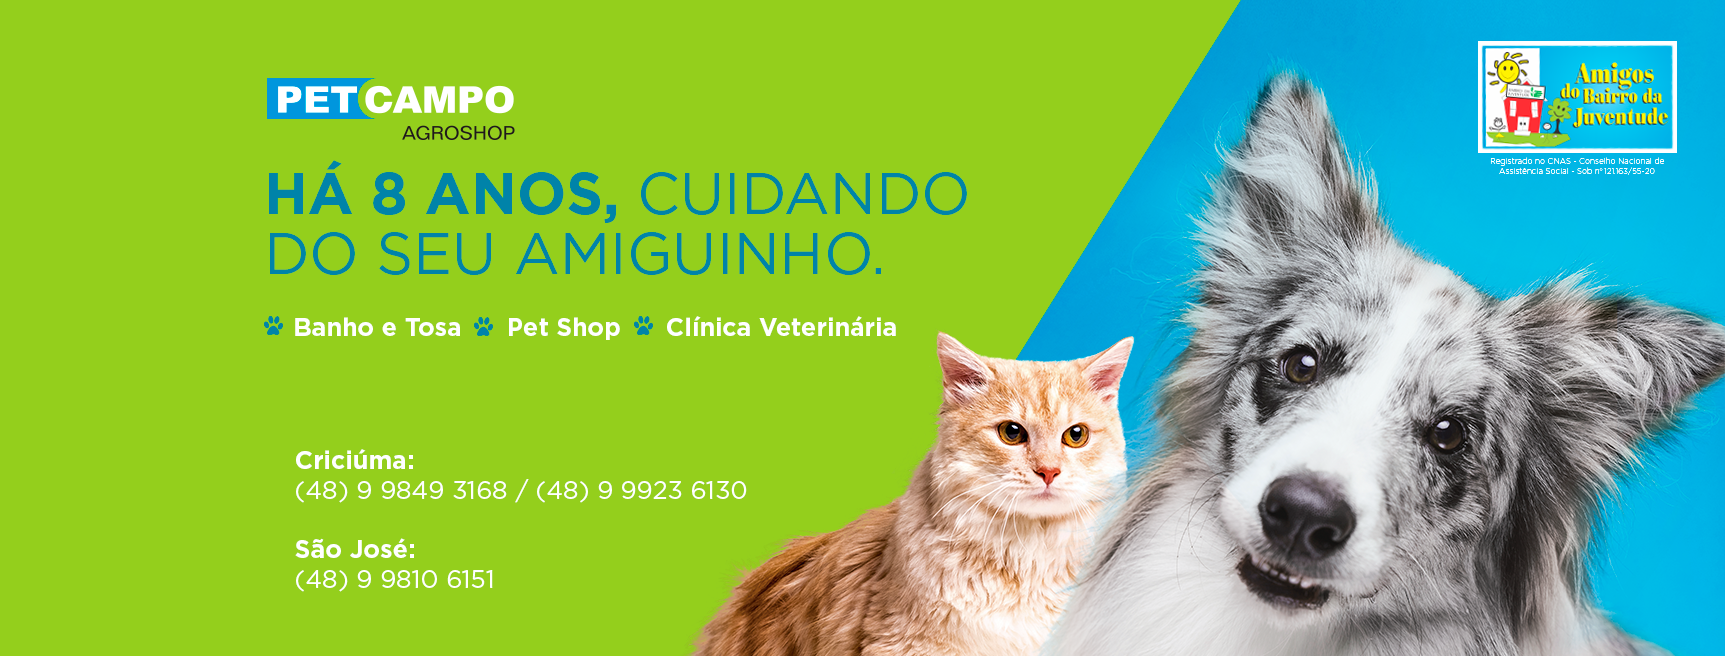 PETCAMPO
AGROSHOP
HÁ 8 ANOS, CUIDANDO
DO SEU AMIGUINHO.
Banho e Tosa Pet Shop Clínica Veterinária
Criciúma:
(48) 9 9849 3168 / (48) 9 9923 6130
São José:
(48) 9 9810 6151
Amigos
do Bairro da
Juventude
Registrado no CNAS - Conselho Nacional de
Assistência Social - Sob nº 121.163/55-20